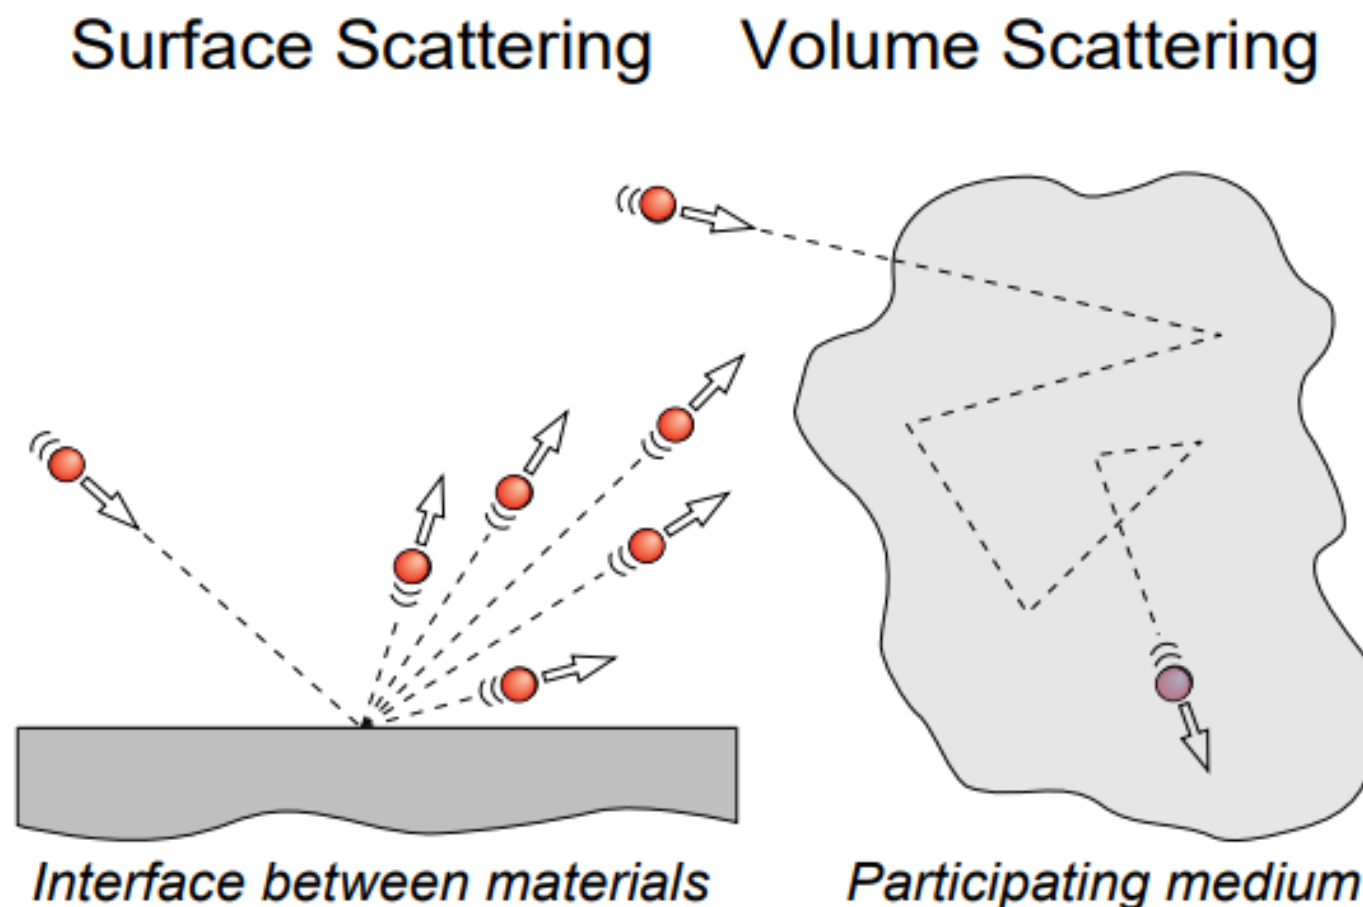 Surface Scattering
Volume Scattering
Interface between materials
Participating medium